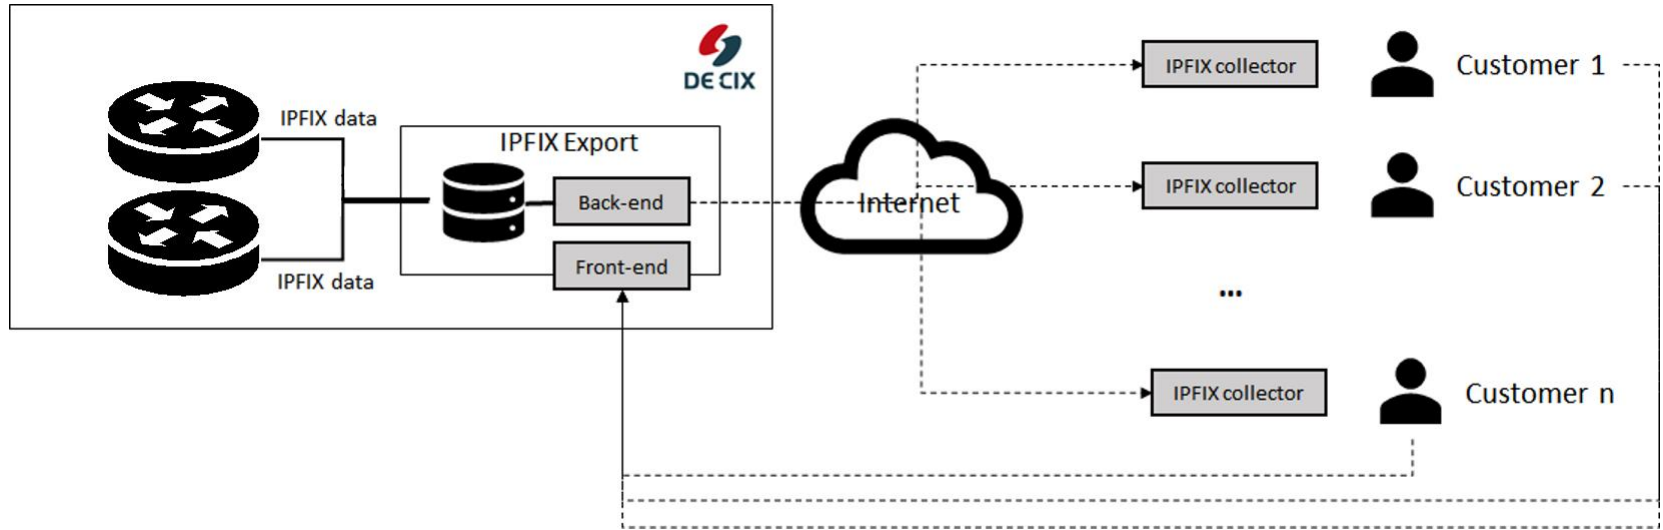 DE CIX
IPFIX data
IPFIX Export
Back-end
Front-end
IPFIX data
Internet
IPFIX collector
Customer 1
IPFIX collector
Customer 2
...
IPFIX collector
Customer n